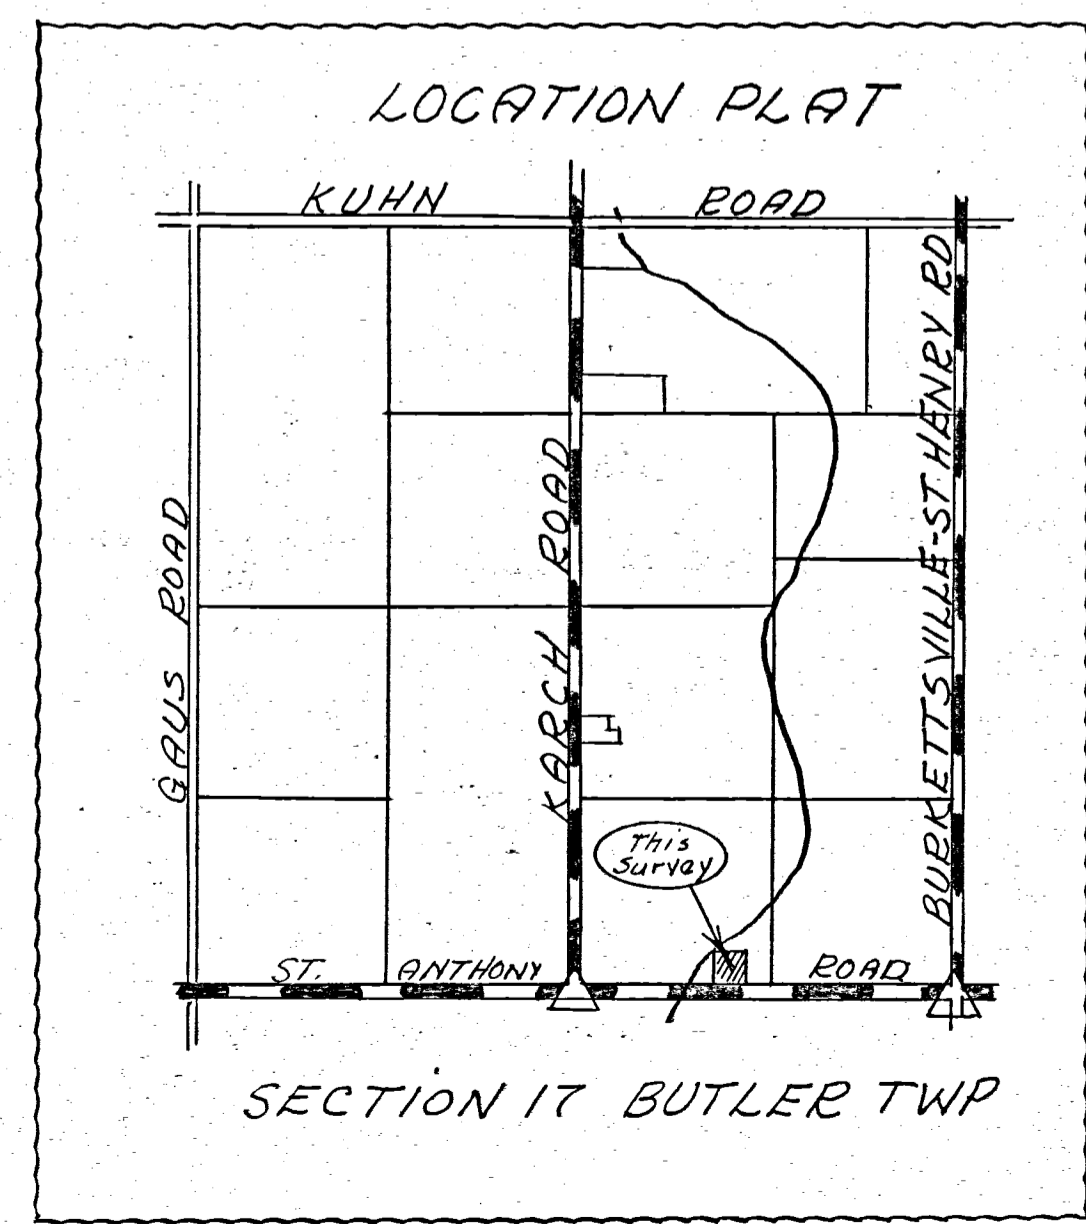 LOCATION PLAT
KUHN ROAD
GAUS ROAD
KARCH ROAD
BURKETTSVILLE-ST HENRY RD
This
Survey
ST. ANTHONY ROAD
SECTION 17 BUTLER TWP